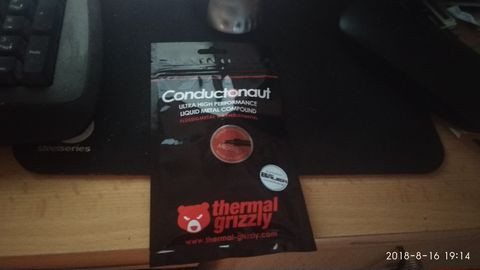 Conductonaut
ULTRA HIGH PERFORMANCE
LIQUID METAL COMPOUND
steelseries
thermal
grizzly
www.thermal-grizzly.com
2018-8-16 19:14